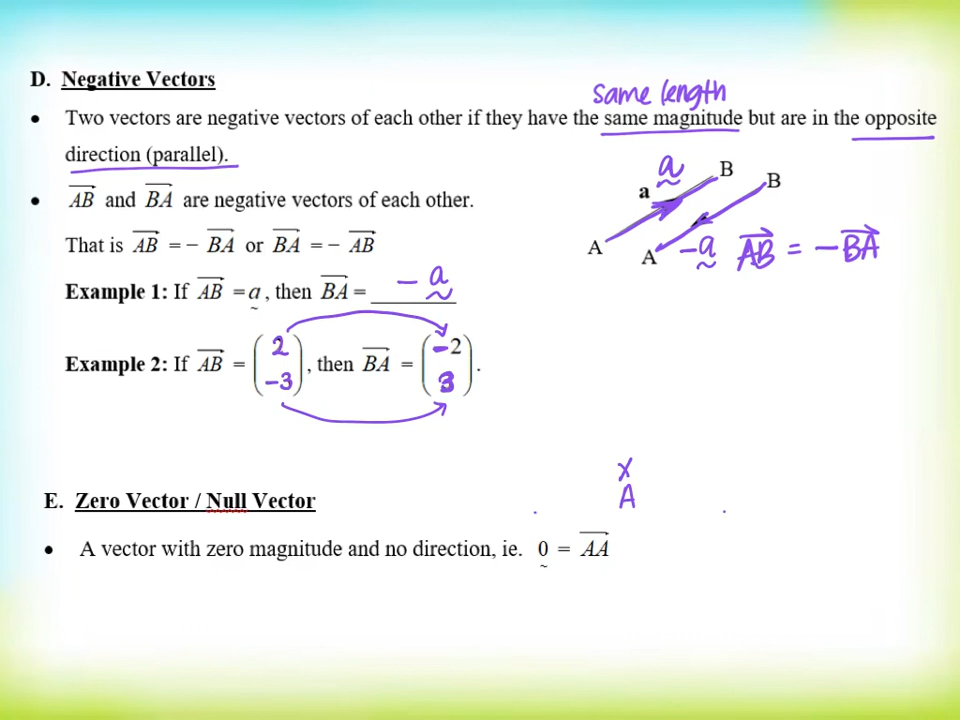 D. Negative Vectors
same length
• Two vectors are negative vectors of each other if they have the same magnitude but are in the opposite
direction (parallel).
a
B
B
a
A
A
-a AB = -BA
• AB and BA are negative vectors of each other.
That is AB = - BA or BA = - AB
Example 1: If AB = a, then BA = - a
Example 2: If AB = (2 -3), then BA = (-2 3).
x
A
E. Zero Vector / Null Vector
• A vector with zero magnitude and no direction, ie. 0 = AA